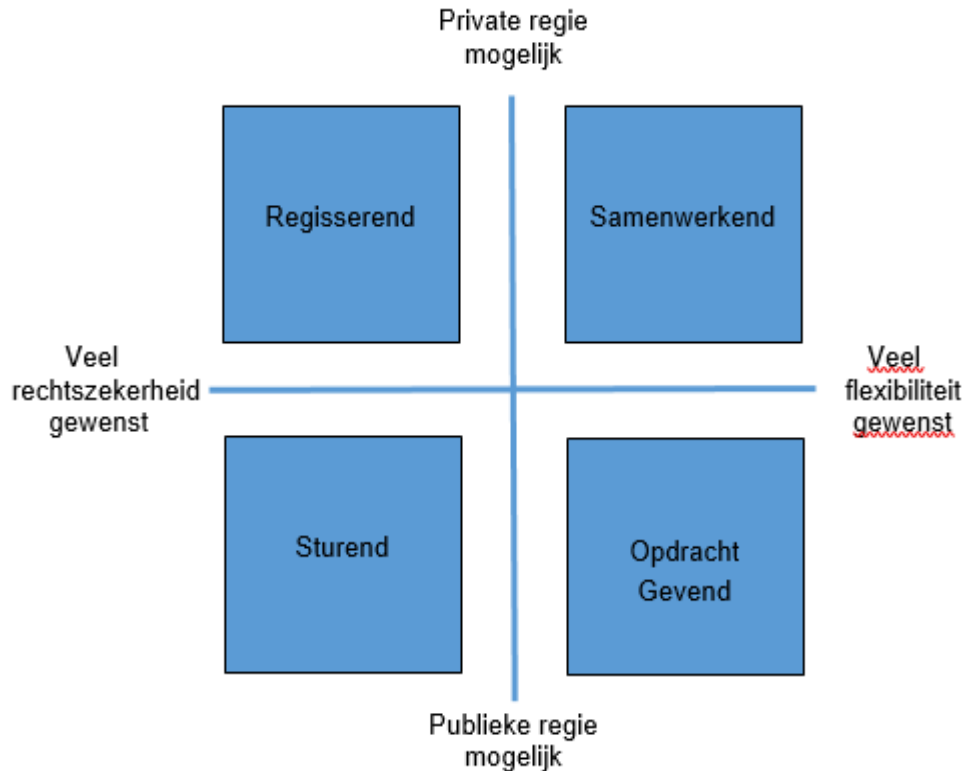 Private regie
mogelijk
Regisserend
Samenwerkend
Veel
rechtszekerheid
gewenst
Veel
flexibiliteit
gewenst
Sturend
Opdracht
Gevend
Publieke regie
mogelijk